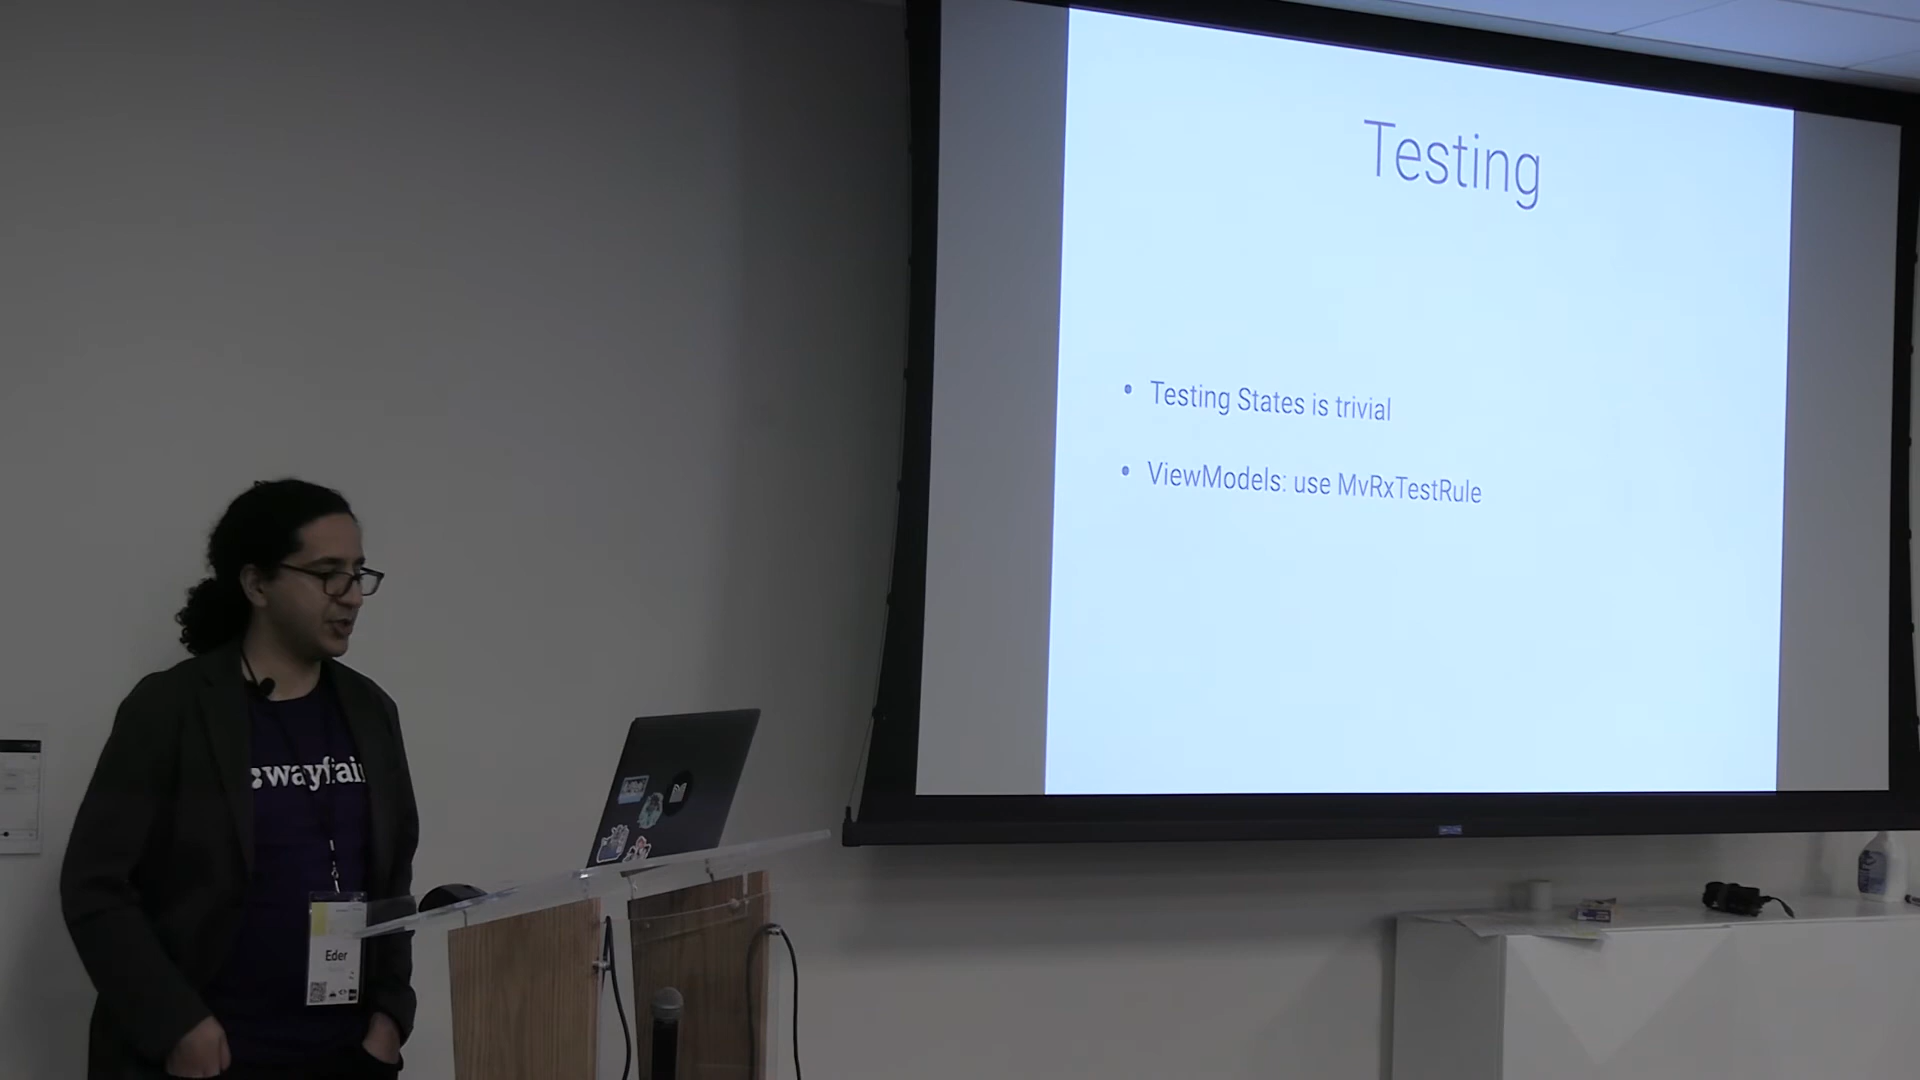 Testing
• Testing States is trivial
• ViewModels: use MvRxTestRule
wayfair
Eder